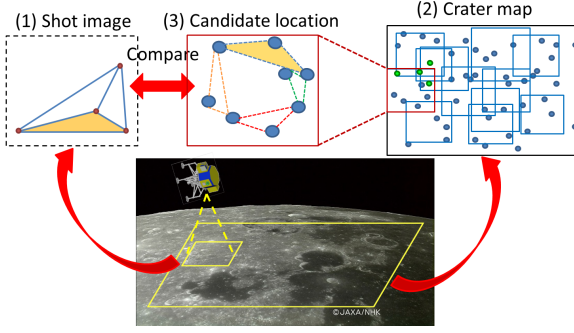 (1) Shot image
(3) Candidate location
(2) Crater map
Compare
©JAXA/NHK